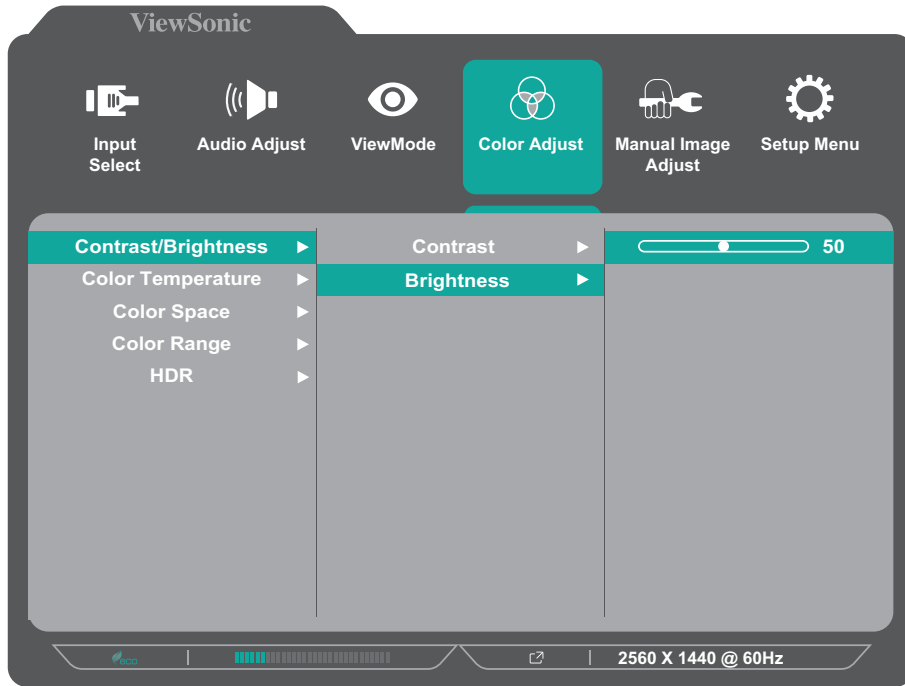 ViewSonic
Input Select
Audio Adjust
ViewMode
Color Adjust
Manual Image Adjust
Setup Menu
Contrast/Brightness
Contrast
50
Color Temperature
Brightness
Color Space
Color Range
HDR
eco
2560 X 1440 @ 60Hz